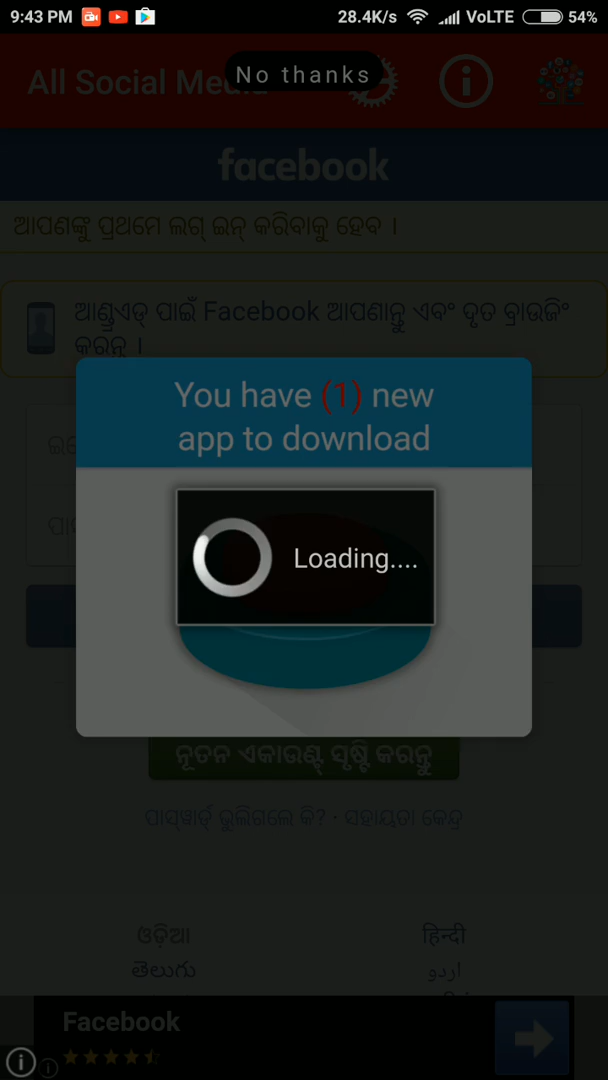 9:43 PM 28.4K/s VoLTE 54%
No thanks
All Social Media
facebook
ଆପଣଙ୍କୁ ପ୍ରଥମେ ଲଗ୍ ଇନ୍ କରିବାକୁ ହେବ ।
ଆଣ୍ଡ୍ରଏଡ୍ ପାଇଁ Facebook ଆପଣାନ୍ତୁ ଏବଂ ଦୃତ ବ୍ରାଉଜିଂ
କରନ୍ତୁ ।
You have (1) new
app to download
Loading....
ନୂତନ ଏକାଉଣ୍ଟ୍ ସୃଷ୍ଟି କରନ୍ତୁ
ପାସ୍ୱାର୍ଡ୍ ଭୁଲିଗଲେ କି? · ସହାୟତା କେନ୍ଦ୍ର
ଓଡ଼ିଆ हिन्दी
తెలుగు اردو
Facebook